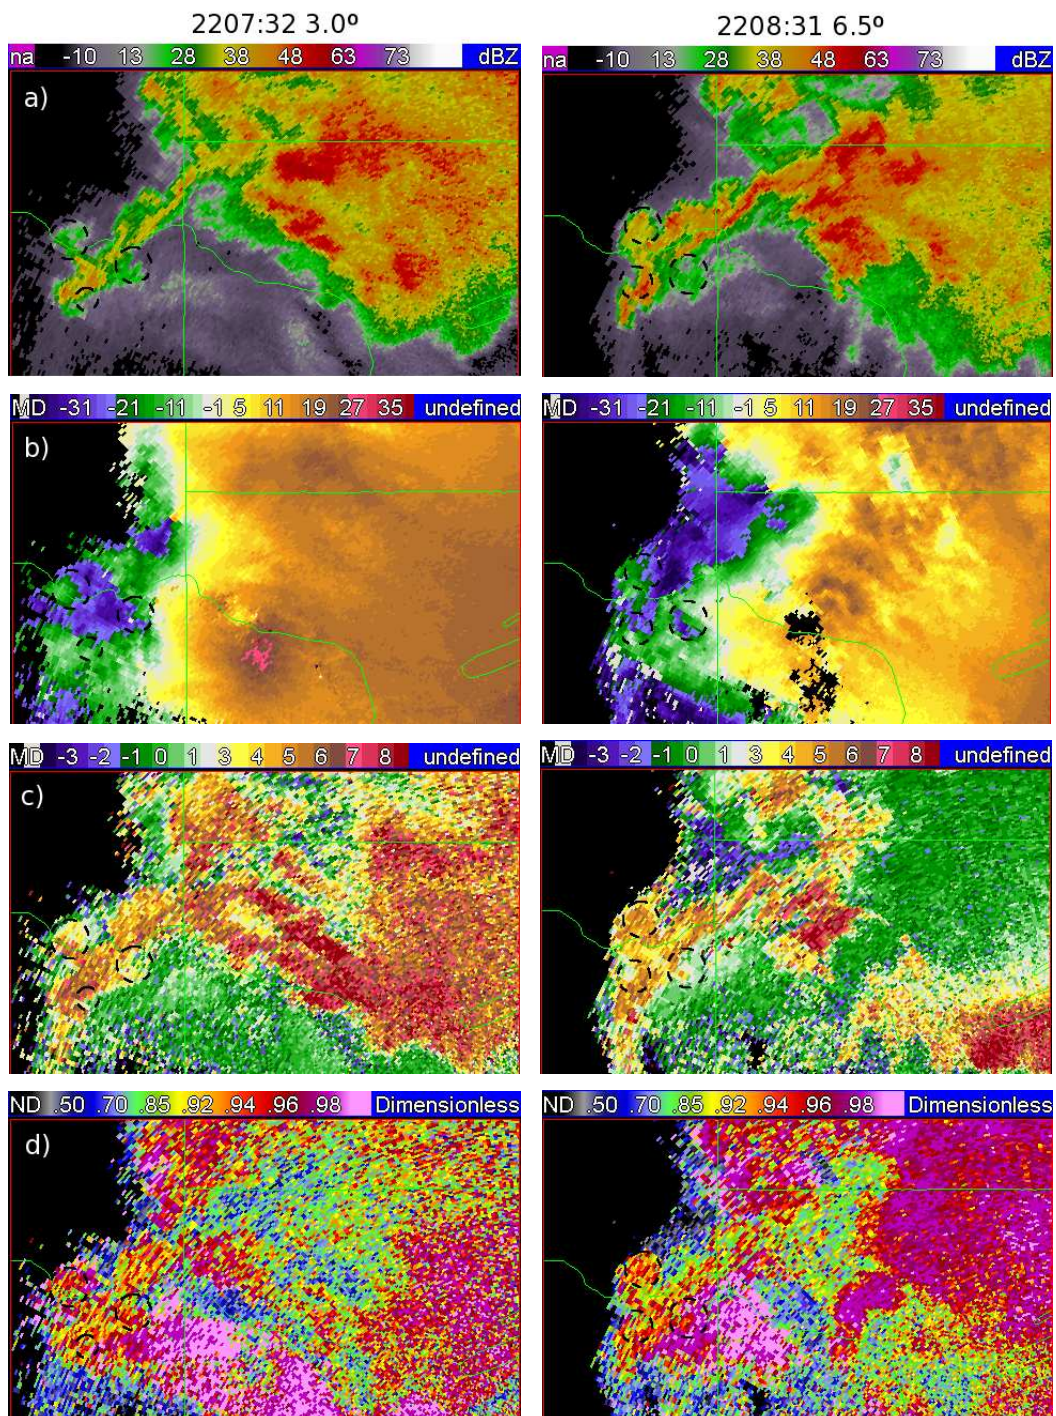 2207:32 3.0º
2208:31 6.5º
na -10 13 28 38 48 63 73 dBZ
na -10 13 28 38 48 63 73 dBZ
a)
MD -31 -21 -11 -1 5 11 19 27 35 undefined
MD -31 -21 -11 -1 5 11 19 27 35 undefined
b)
MD -3 -2 -1 0 1 3 4 5 6 7 8 undefined
MD -3 -2 -1 0 1 3 4 5 6 7 8 undefined
c)
ND .50 .70 .85 .92 .94 .96 .98 Dimensionless
ND .50 .70 .85 .92 .94 .96 .98 Dimensionless
d)